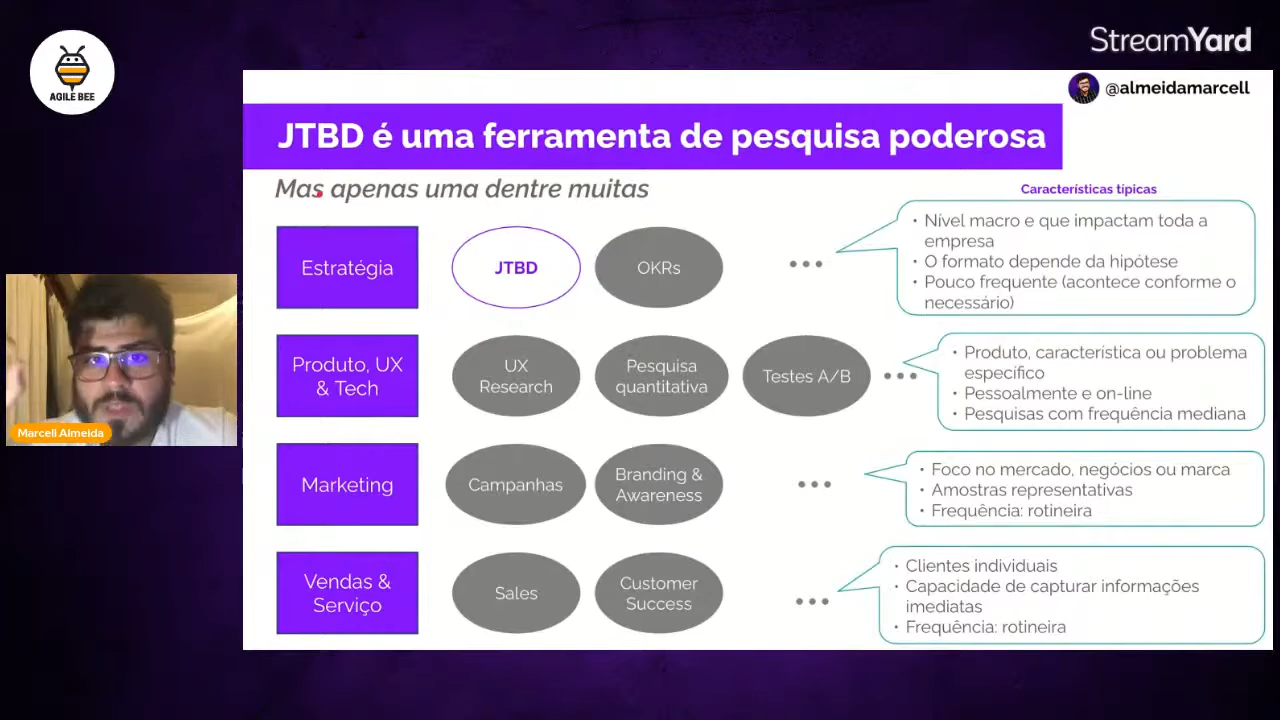 AGILE BEE
StreamYard
@almeidamarcell
JTBD é uma ferramenta de pesquisa poderosa
Mas apenas uma dentre muitas
Características típicas
Estratégia
JTBD
OKRs
...
• Nível macro e que impactam toda a
empresa
• O formato depende da hipótese
• Pouco frequente (acontece conforme o
necessário)
Produto, UX
& Tech
UX
Research
Pesquisa
quantitativa
Testes A/B
...
• Produto, característica ou problema
específico
• Pessoalmente e on-line
• Pesquisas com frequência mediana
Marcell Almeida
Marketing
Campanhas
Branding &
Awareness
...
• Foco no mercado, negócios ou marca
• Amostras representativas
• Frequência: rotineira
Vendas &
Serviço
Sales
Customer
Success
...
• Clientes individuais
• Capacidade de capturar informações
imediatas
• Frequência: rotineira